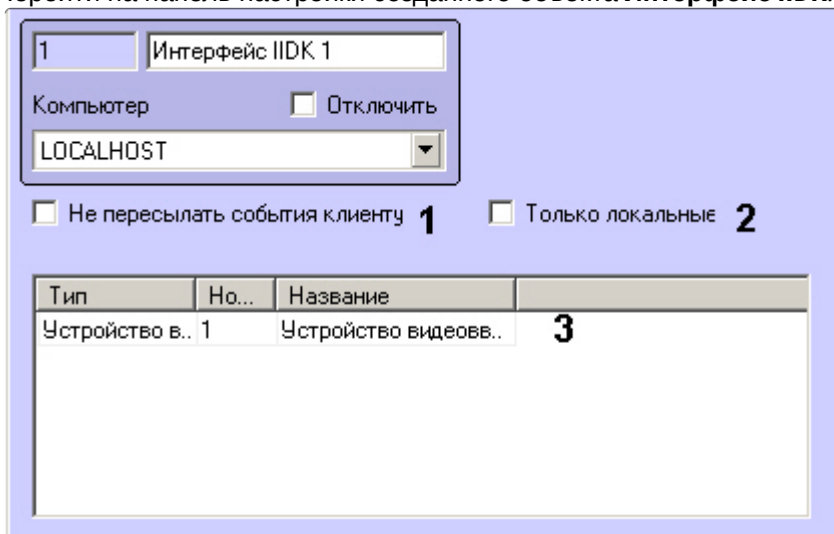 1 Интерфейс IIDK 1
Компьютер Отключить
LOCALHOST
Не пересылать события клиенту 1 Только локальные 2
Тип Но... Название
Устройство в.. 1 Устройство видеовв.. 3